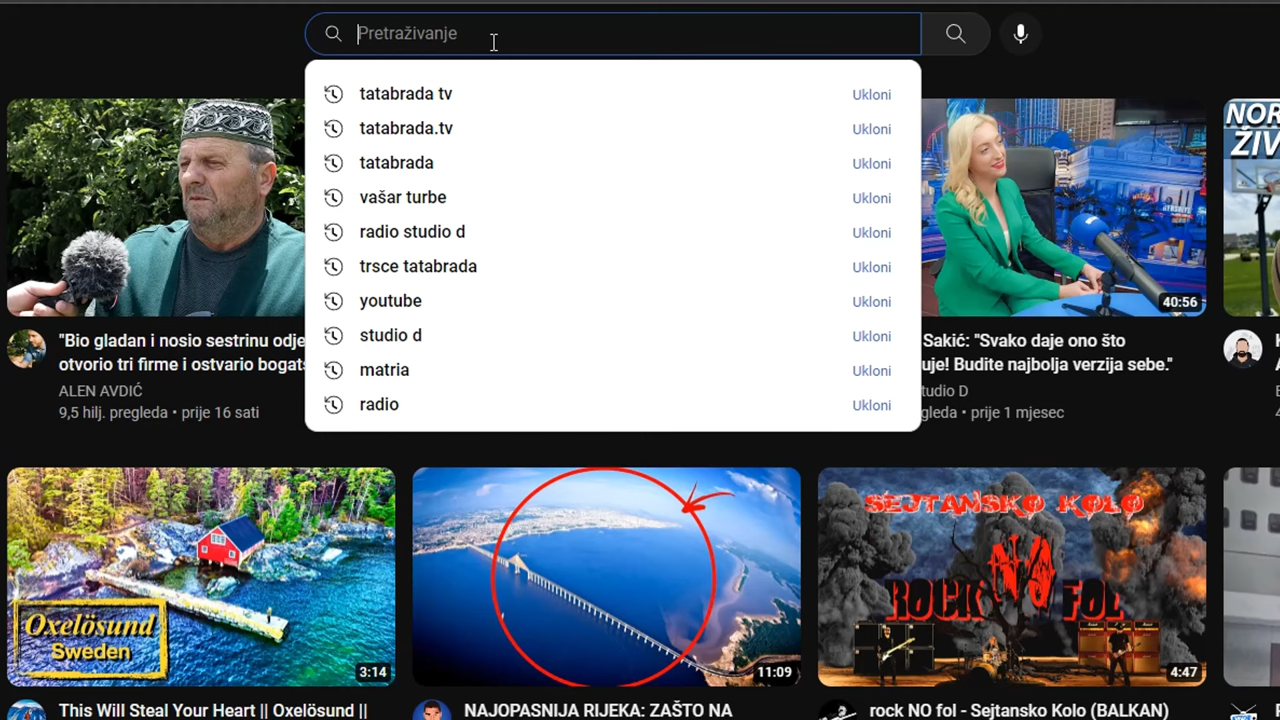 Pretraživanje
tatabrada tv Ukloni
tatabrada.tv Ukloni
tatabrada Ukloni
vašar turbe Ukloni
radio studio d Ukloni
trsce tatabrada Ukloni
youtube Ukloni
studio d Ukloni
matria Ukloni
radio Ukloni
40:56
NOR
ŽIV
"Bio gladan i nosio sestrinu odje
otvorio tri firme i ostvario bogats
ALEN AVDIĆ
9,5 hilj. pregleda • prije 16 sati
Sakić: "Svako daje ono što
uje! Budite najbolja verzija sebe."
tudio D
gleda • prije 1 mjesec
Oxelösund
Sweden
3:14
11:09
SEJTANSKO KOLO
ROCK NO FOL
4:47
This Will Steal Your Heart || Oxelösund ||
NAJOPASNIJA RIJEKA: ZAŠTO NA
rock NO fol - Sejtansko Kolo (BALKAN)